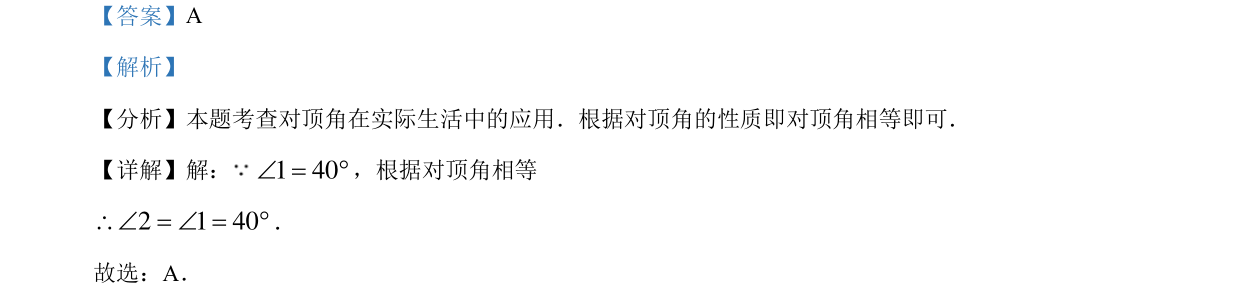 【答案】A
【解析】
【分析】本题考查对顶角在实际生活中的应用．根据对顶角的性质即对顶角相等即可．
【详解】解：∵ ∠1 = 40°，根据对顶角相等
∴∠2 = ∠1 = 40°．
故选：A．